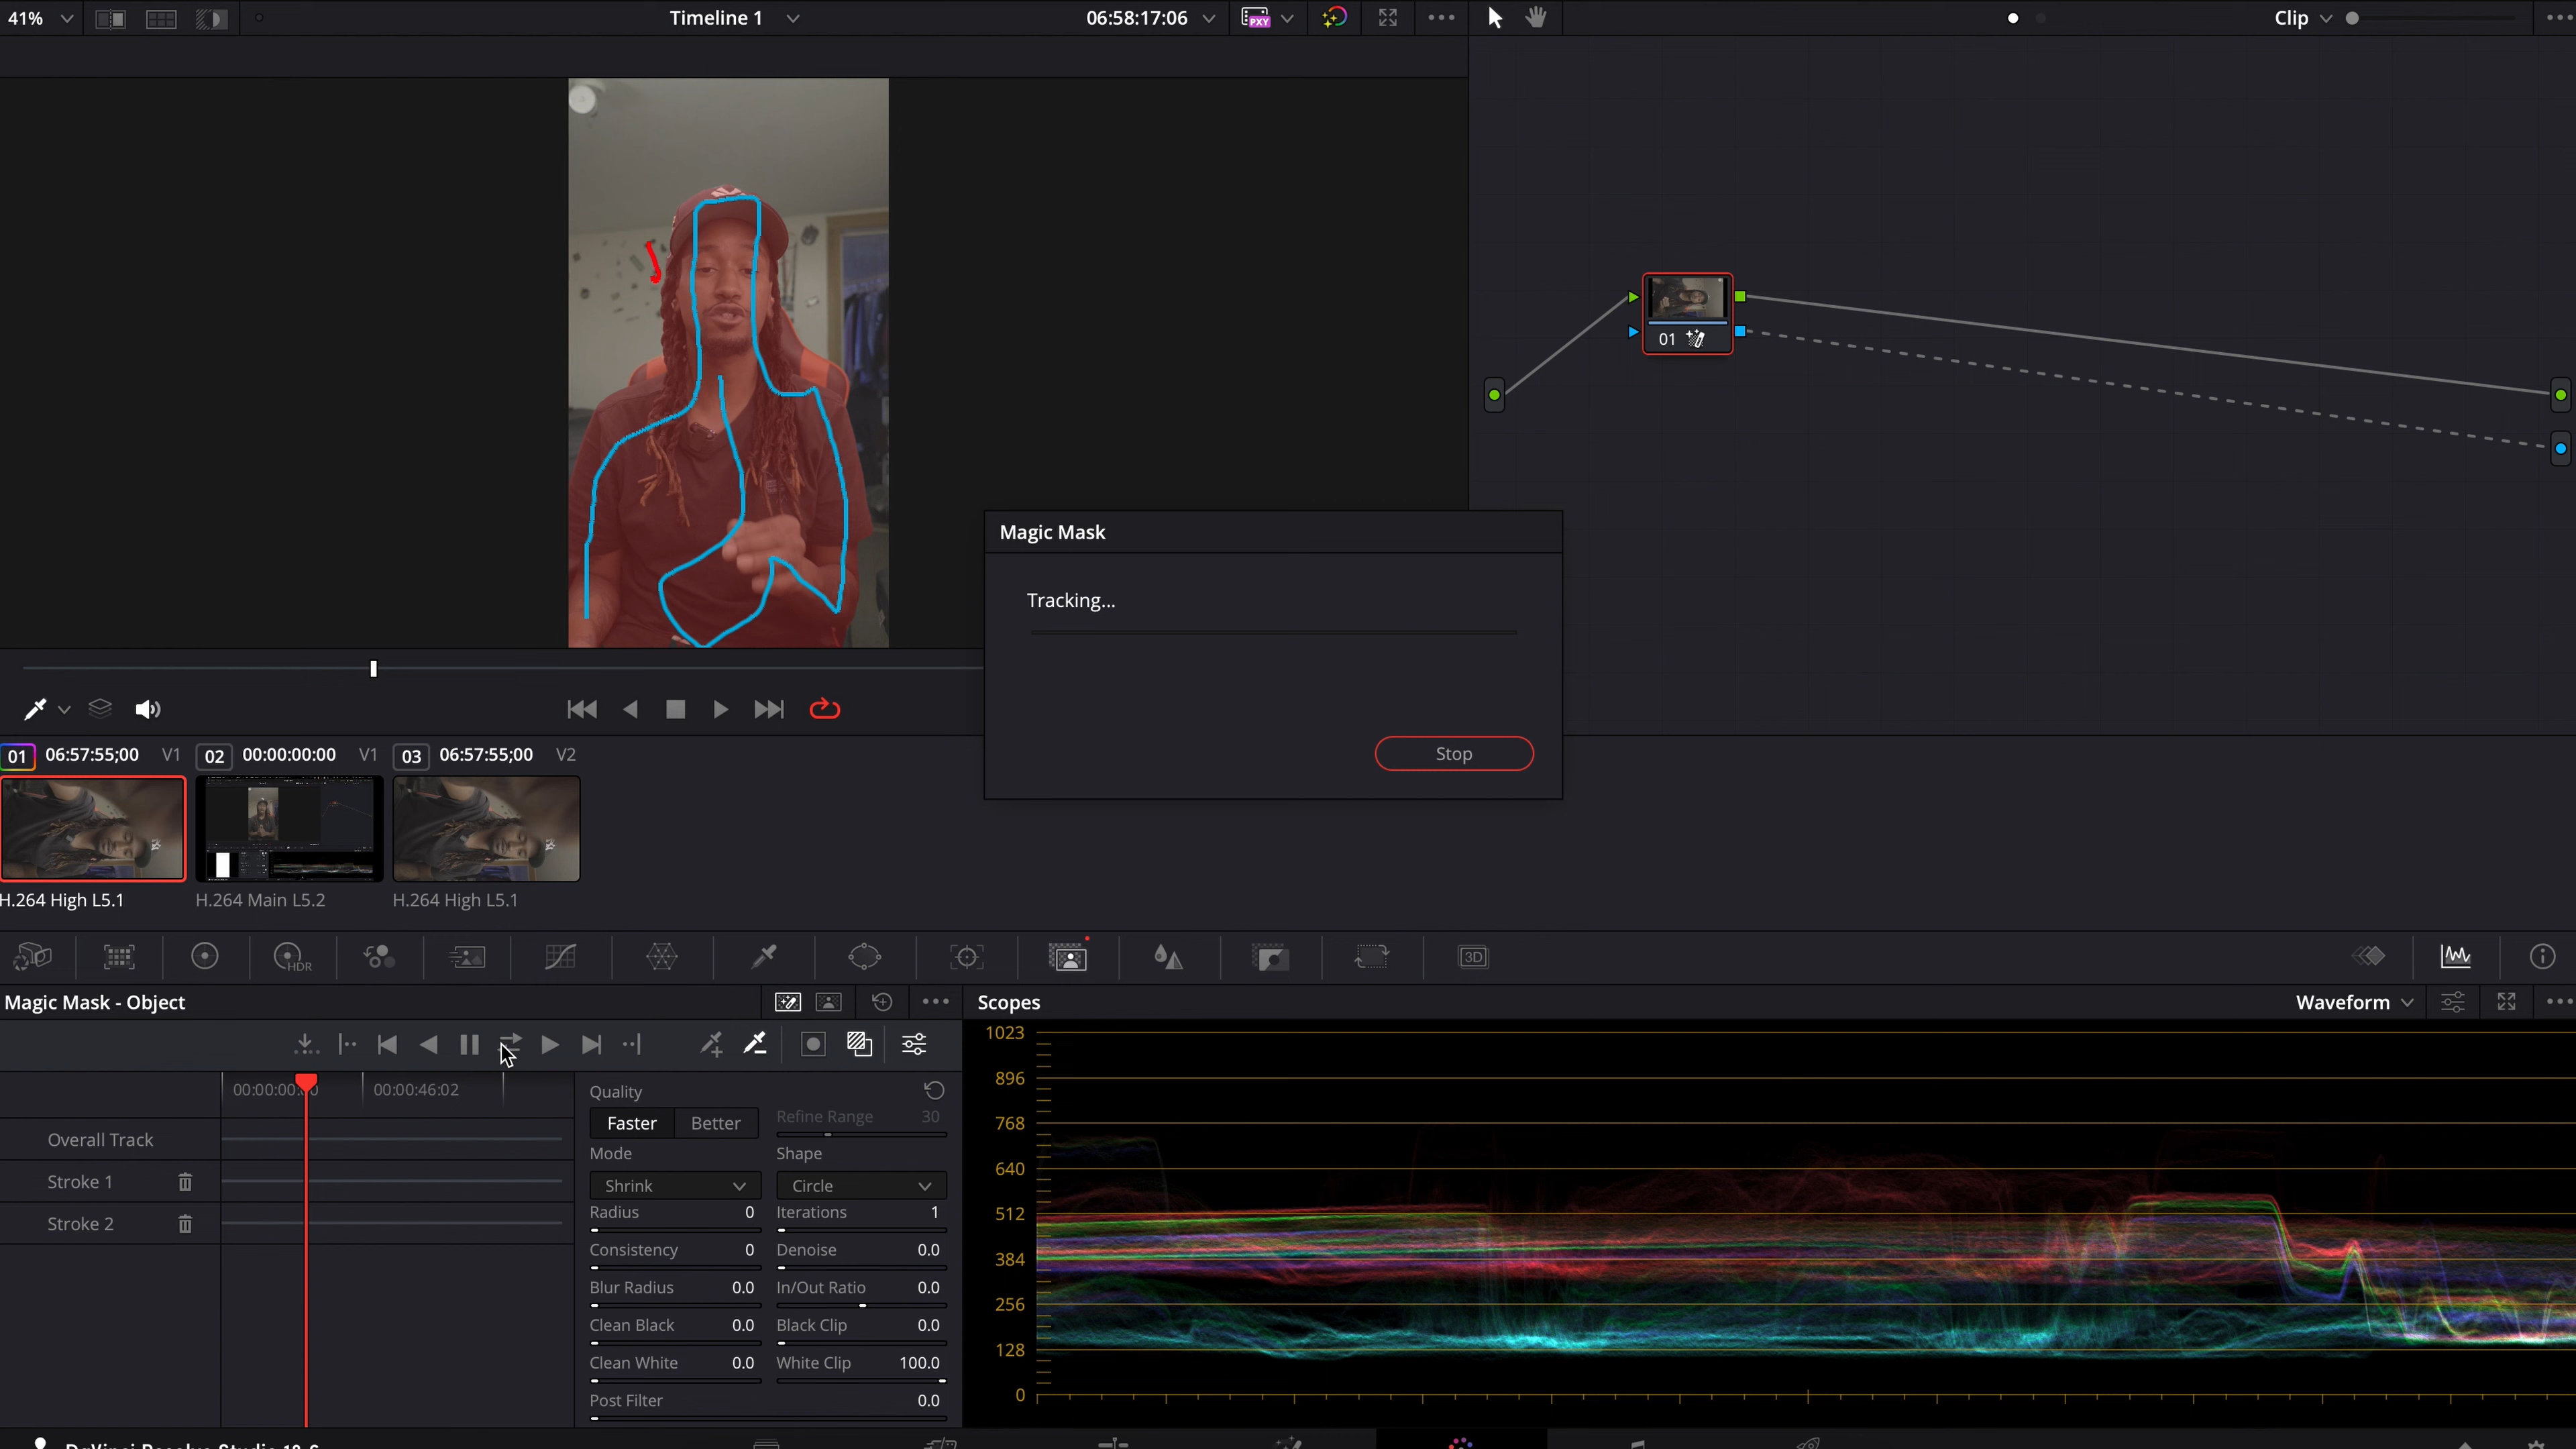 41% Timeline 1 06:58:17:06 PXY Clip
01
Magic Mask
Tracking...
Stop
01 06:57:55;00 V1 02 00:00:00:00 V1 03 06:57:55;00 V2
H.264 High L5.1 H.264 Main L5.2 H.264 High L5.1
HDR 3D
Magic Mask - Object Scopes Waveform
00:00:46:02
Overall Track
Stroke 1
Stroke 2
Quality
Faster Better Refine Range 30
Mode Shape
Shrink Circle
Radius 0 Iterations 1
Consistency 0 Denoise 0.0
Blur Radius 0.0 In/Out Ratio 0.0
Clean Black 0.0 Black Clip 0.0
Clean White 0.0 White Clip 100.0
Post Filter 0.0
1023
896
768
640
512
384
256
128
0
DaVinci Resolve Studio